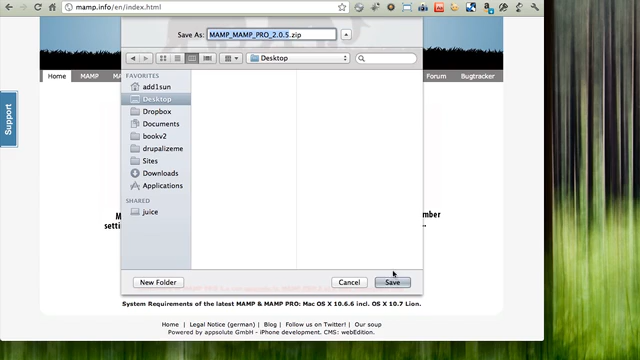 mamp.info/en/index.html
Save As: MAMP_MAMP_PRO_2.0.5.zip
Desktop
Home MAMP MA Forum Bugtracker
Support
FAVORITES
add1sun
Desktop
Dropbox
Documents
bookv2
drupalizeme
Sites
Downloads
Applications
SHARED
juice
M
mber
settin
...
New Folder Cancel Save
System Requirements of the latest MAMP & MAMP PRO: Mac OS X 10.6.6 incl. OS X 10.7 Lion.
Home | Legal Notice (german) | Blog | Follow us on Twitter! | Our soup
Powered by appsolute GmbH - iPhone development. CMS: webEdition.